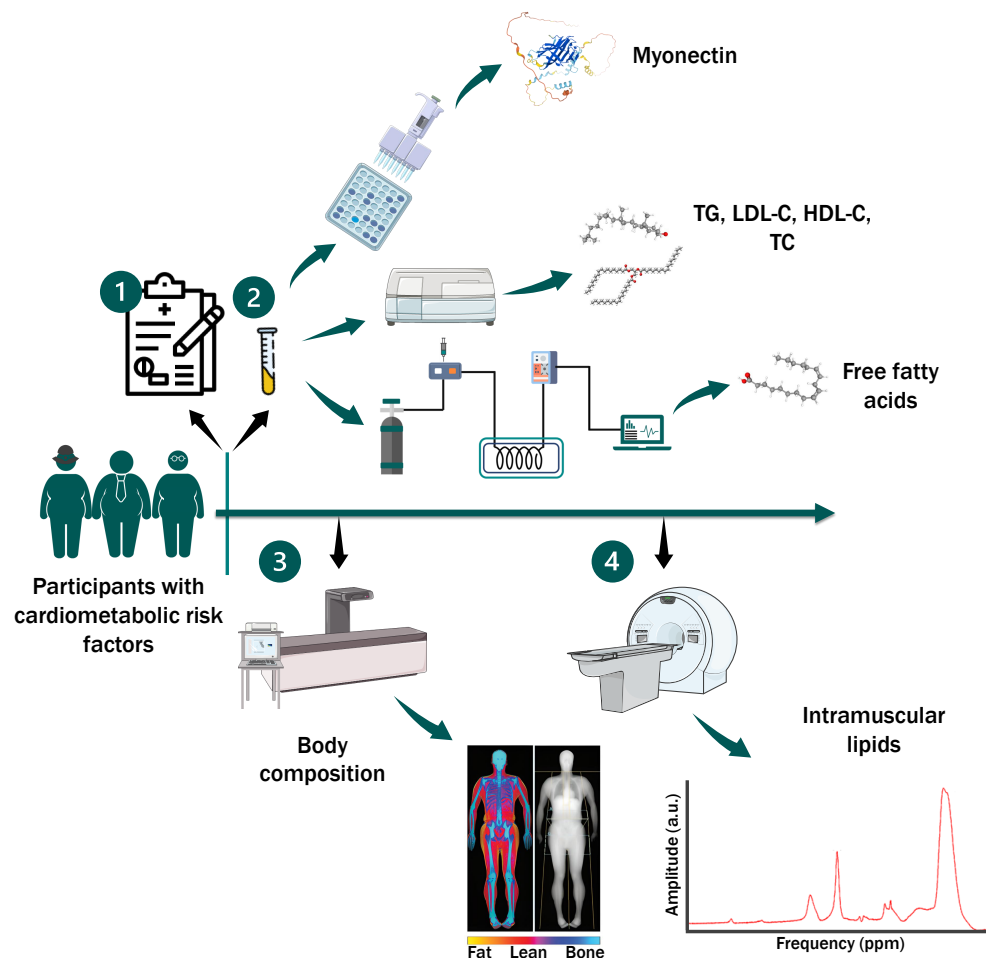 Myonectin
TG, LDL-C, HDL-C,
TC
1
2
Free fatty
acids
Participants with
cardiometabolic risk
factors
3
4
Body
composition
Intramuscular
lipids
Amplitude (a.u.)
Frequency (ppm)
Fat Lean Bone